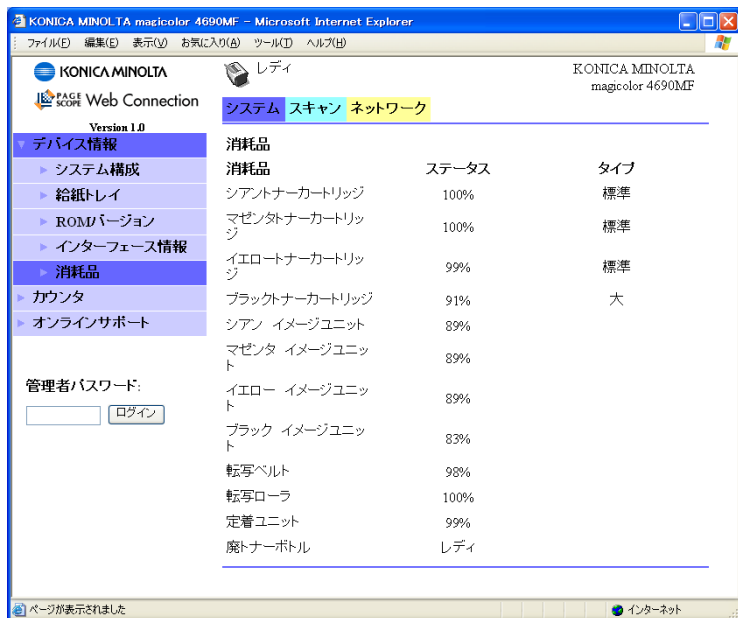 KONICA MINOLTA magicolor 4690MF - Microsoft Internet Explorer
ファイル(F) 編集(E) 表示(V) お気に入り(A) ツール(T) ヘルプ(H)
KONICA MINOLTA
PAGE SCOPE Web Connection
Version 1.0
レディ
KONICA MINOLTA
magicolor 4690MF
システム スキャン ネットワーク
デバイス情報
システム構成
給紙トレイ
ROMバージョン
インターフェース情報
消耗品
カウンタ
オンラインサポート
管理者パスワード:
ログイン
消耗品
消耗品 ステータス タイプ
シアントナーカートリッジ 100% 標準
マゼンタトナーカートリッ
ジ 100% 標準
イエロートナーカートリッ
ジ 99% 標準
ブラックトナーカートリッジ 91% 大
シアン イメージユニット 89%
マゼンタ イメージユニッ
ト 89%
イエロー イメージユニッ
ト 89%
ブラック イメージユニッ
ト 83%
転写ベルト 98%
転写ローラ 100%
定着ユニット 99%
廃トナーボトル レディ
ページが表示されました インターネット